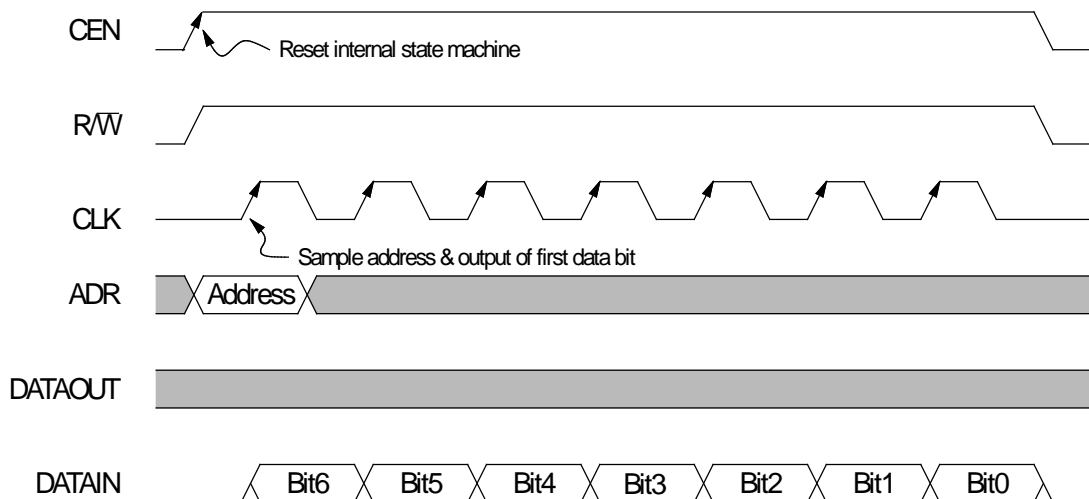 CEN
Reset internal state machine
R/W̅
CLK
Sample address & output of first data bit
ADR
Address
DATAOUT
DATAIN
Bit6 Bit5 Bit4 Bit3 Bit2 Bit1 Bit0